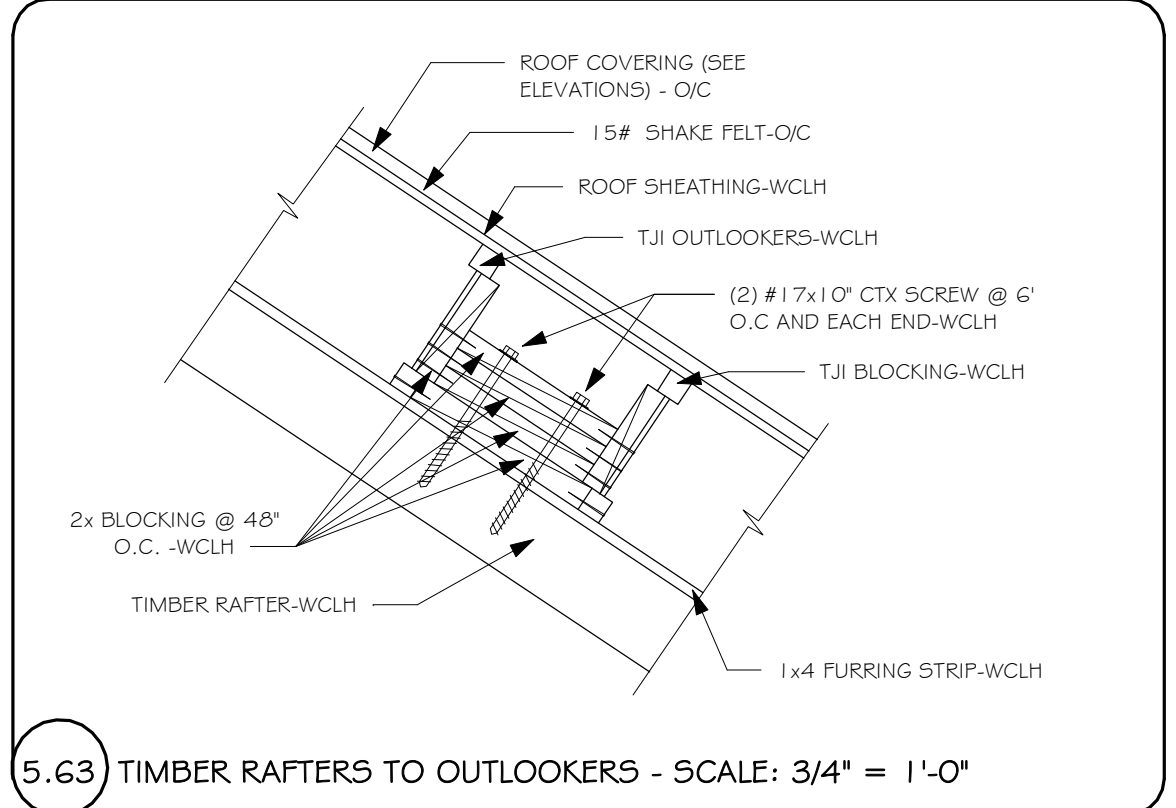 ROOF COVERING (SEE
ELEVATIONS) - O/C
15# SHAKE FELT-O/C
ROOF SHEATHING-WCLH
TJI OUTLOOKERS-WCLH
(2) #17x10" CTX SCREW @ 6'
O.C AND EACH END-WCLH
TJI BLOCKING-WCLH
2x BLOCKING @ 48"
O.C. -WCLH
TIMBER RAFTER-WCLH
1x4 FURRING STRIP-WCLH
5.63 TIMBER RAFTERS TO OUTLOOKERS - SCALE: 3/4" = 1'-0"